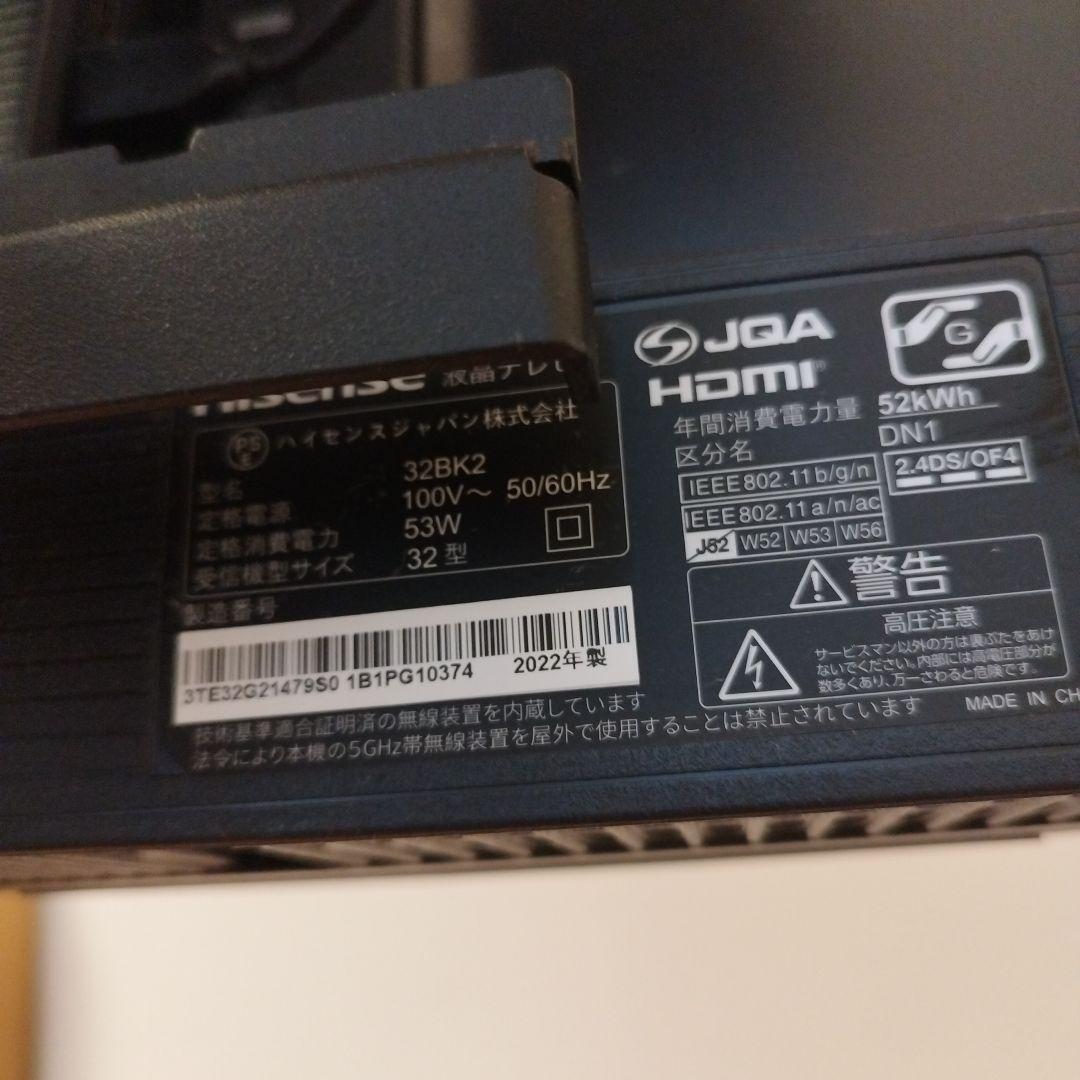 Hisense 液晶テレビ
PS E ハイセンスジャパン株式会社
型名 32BK2
定格電源 100V～ 50/60Hz
定格消費電力 53W
受信機型サイズ 32型
製造番号
3TE32G21479S0 1B1PG10374 2022年製
技術基準適合証明済の無線装置を内蔵しています
法令により本機の5GHz帯無線装置を屋外で使用することは禁止されています
JQA
HDMI®
G
年間消費電力量 52kWh
区分名 DN1
IEEE802.11b/g/n
2.4DS/OF4
IEEE802.11a/n/ac
J52 W52 W53 W56
警告
高圧注意
サービスマン以外の方は裏ぶたをあけ
ないでください。内部には高電圧部分が
数多くあり、万一さわると危険です
MADE IN CH